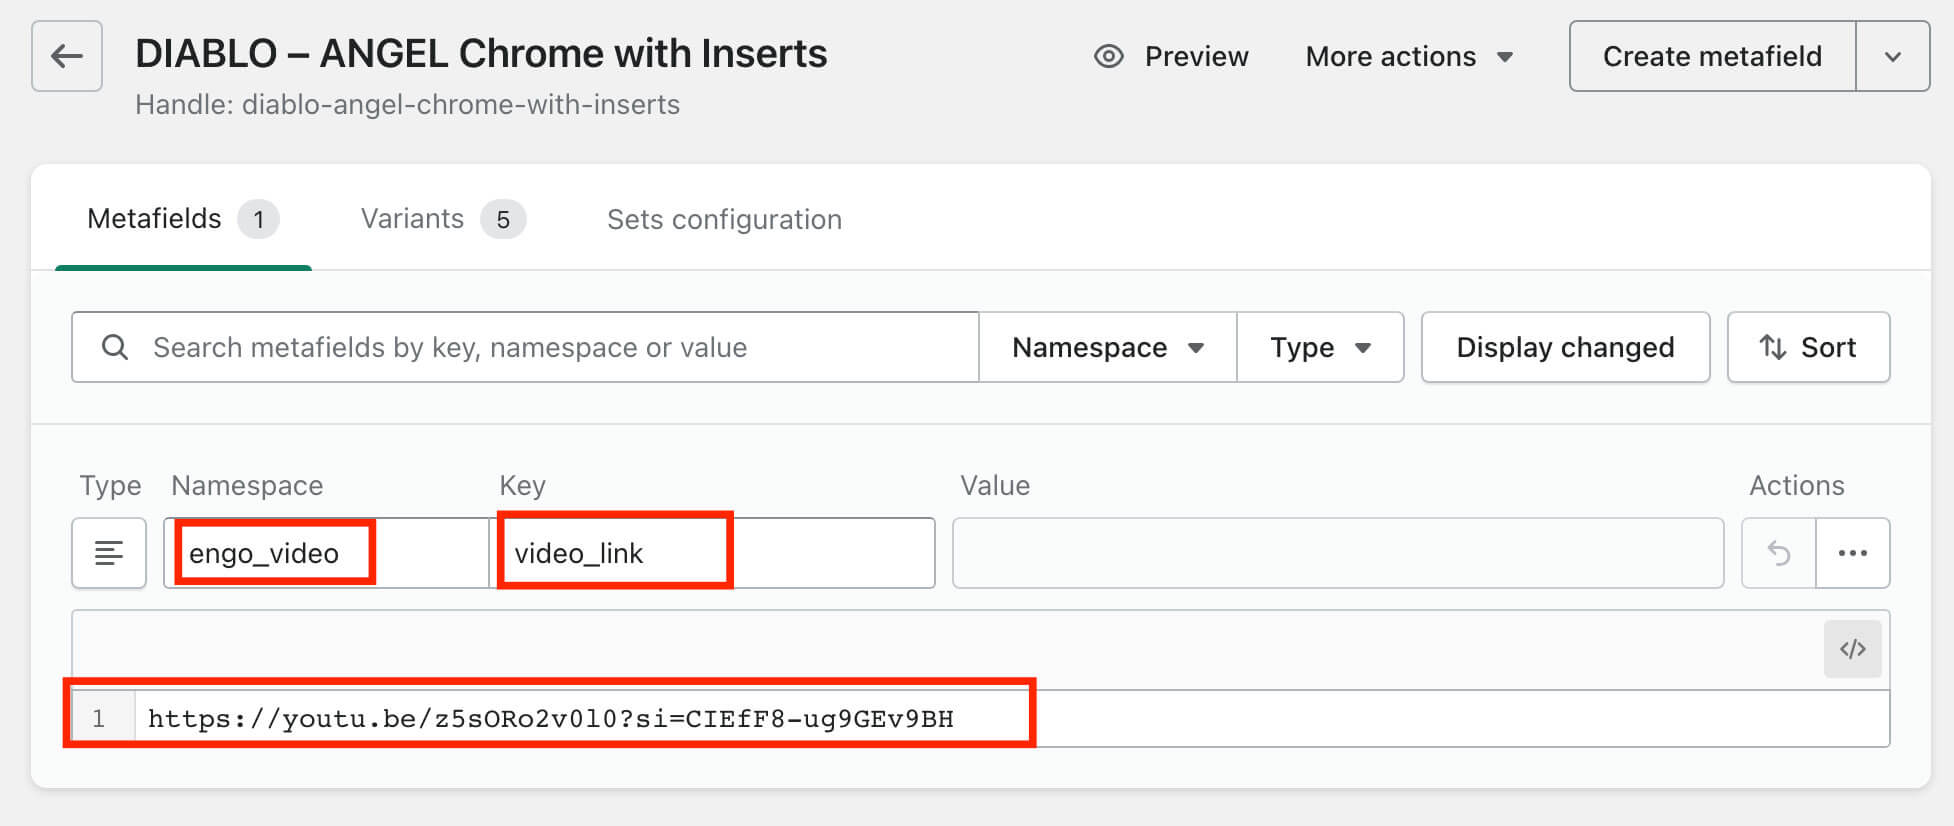 DIABLO – ANGEL Chrome with Inserts
Handle: diablo-angel-chrome-with-inserts
Preview
More actions
Create metafield
Metafields 1
Variants 5
Sets configuration
Search metafields by key, namespace or value
Namespace
Type
Display changed
Sort
Type Namespace Key Value Actions
engo_video video_link
1 https://youtu.be/z5sORo2v0l0?si=CIEfF8-ug9GEv9BH